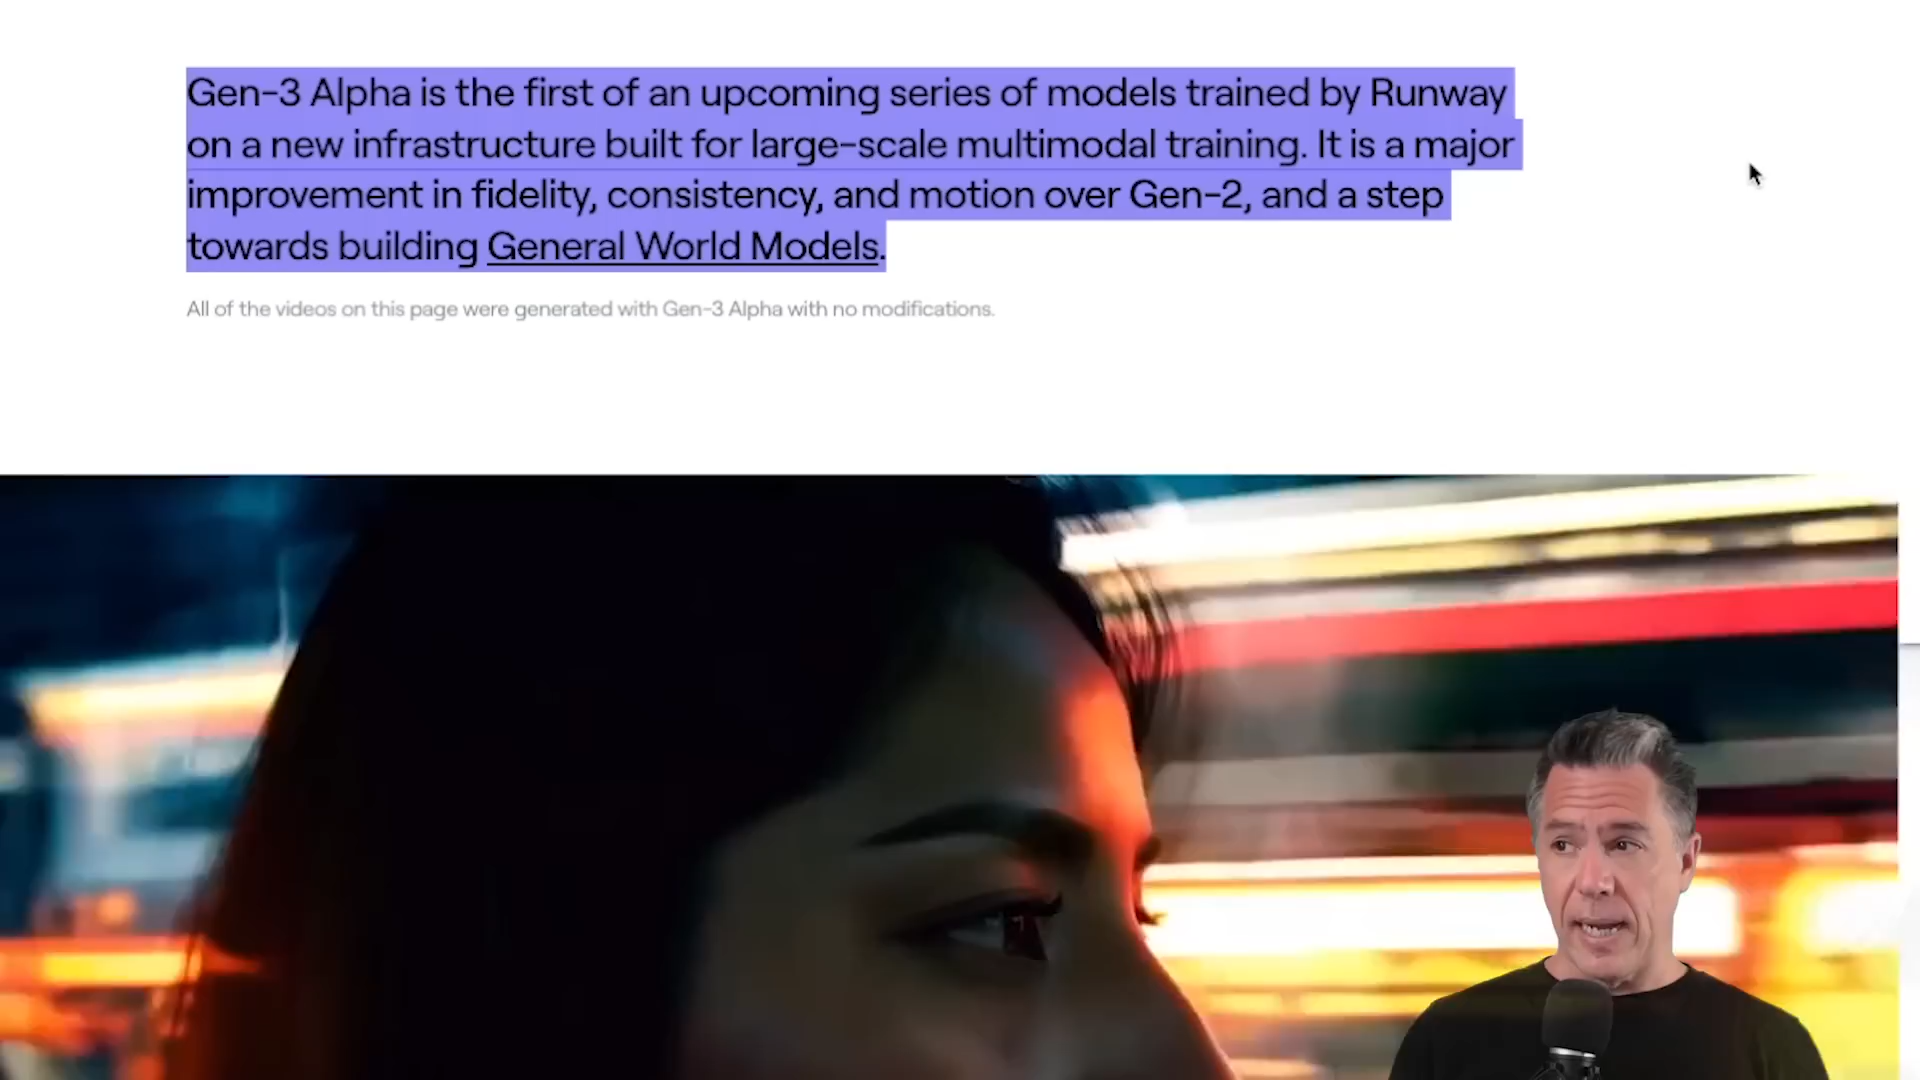 Gen-3 Alpha is the first of an upcoming series of models trained by Runway
on a new infrastructure built for large-scale multimodal training. It is a major
improvement in fidelity, consistency, and motion over Gen-2, and a step
towards building General World Models.
All of the videos on this page were generated with Gen-3 Alpha with no modifications.